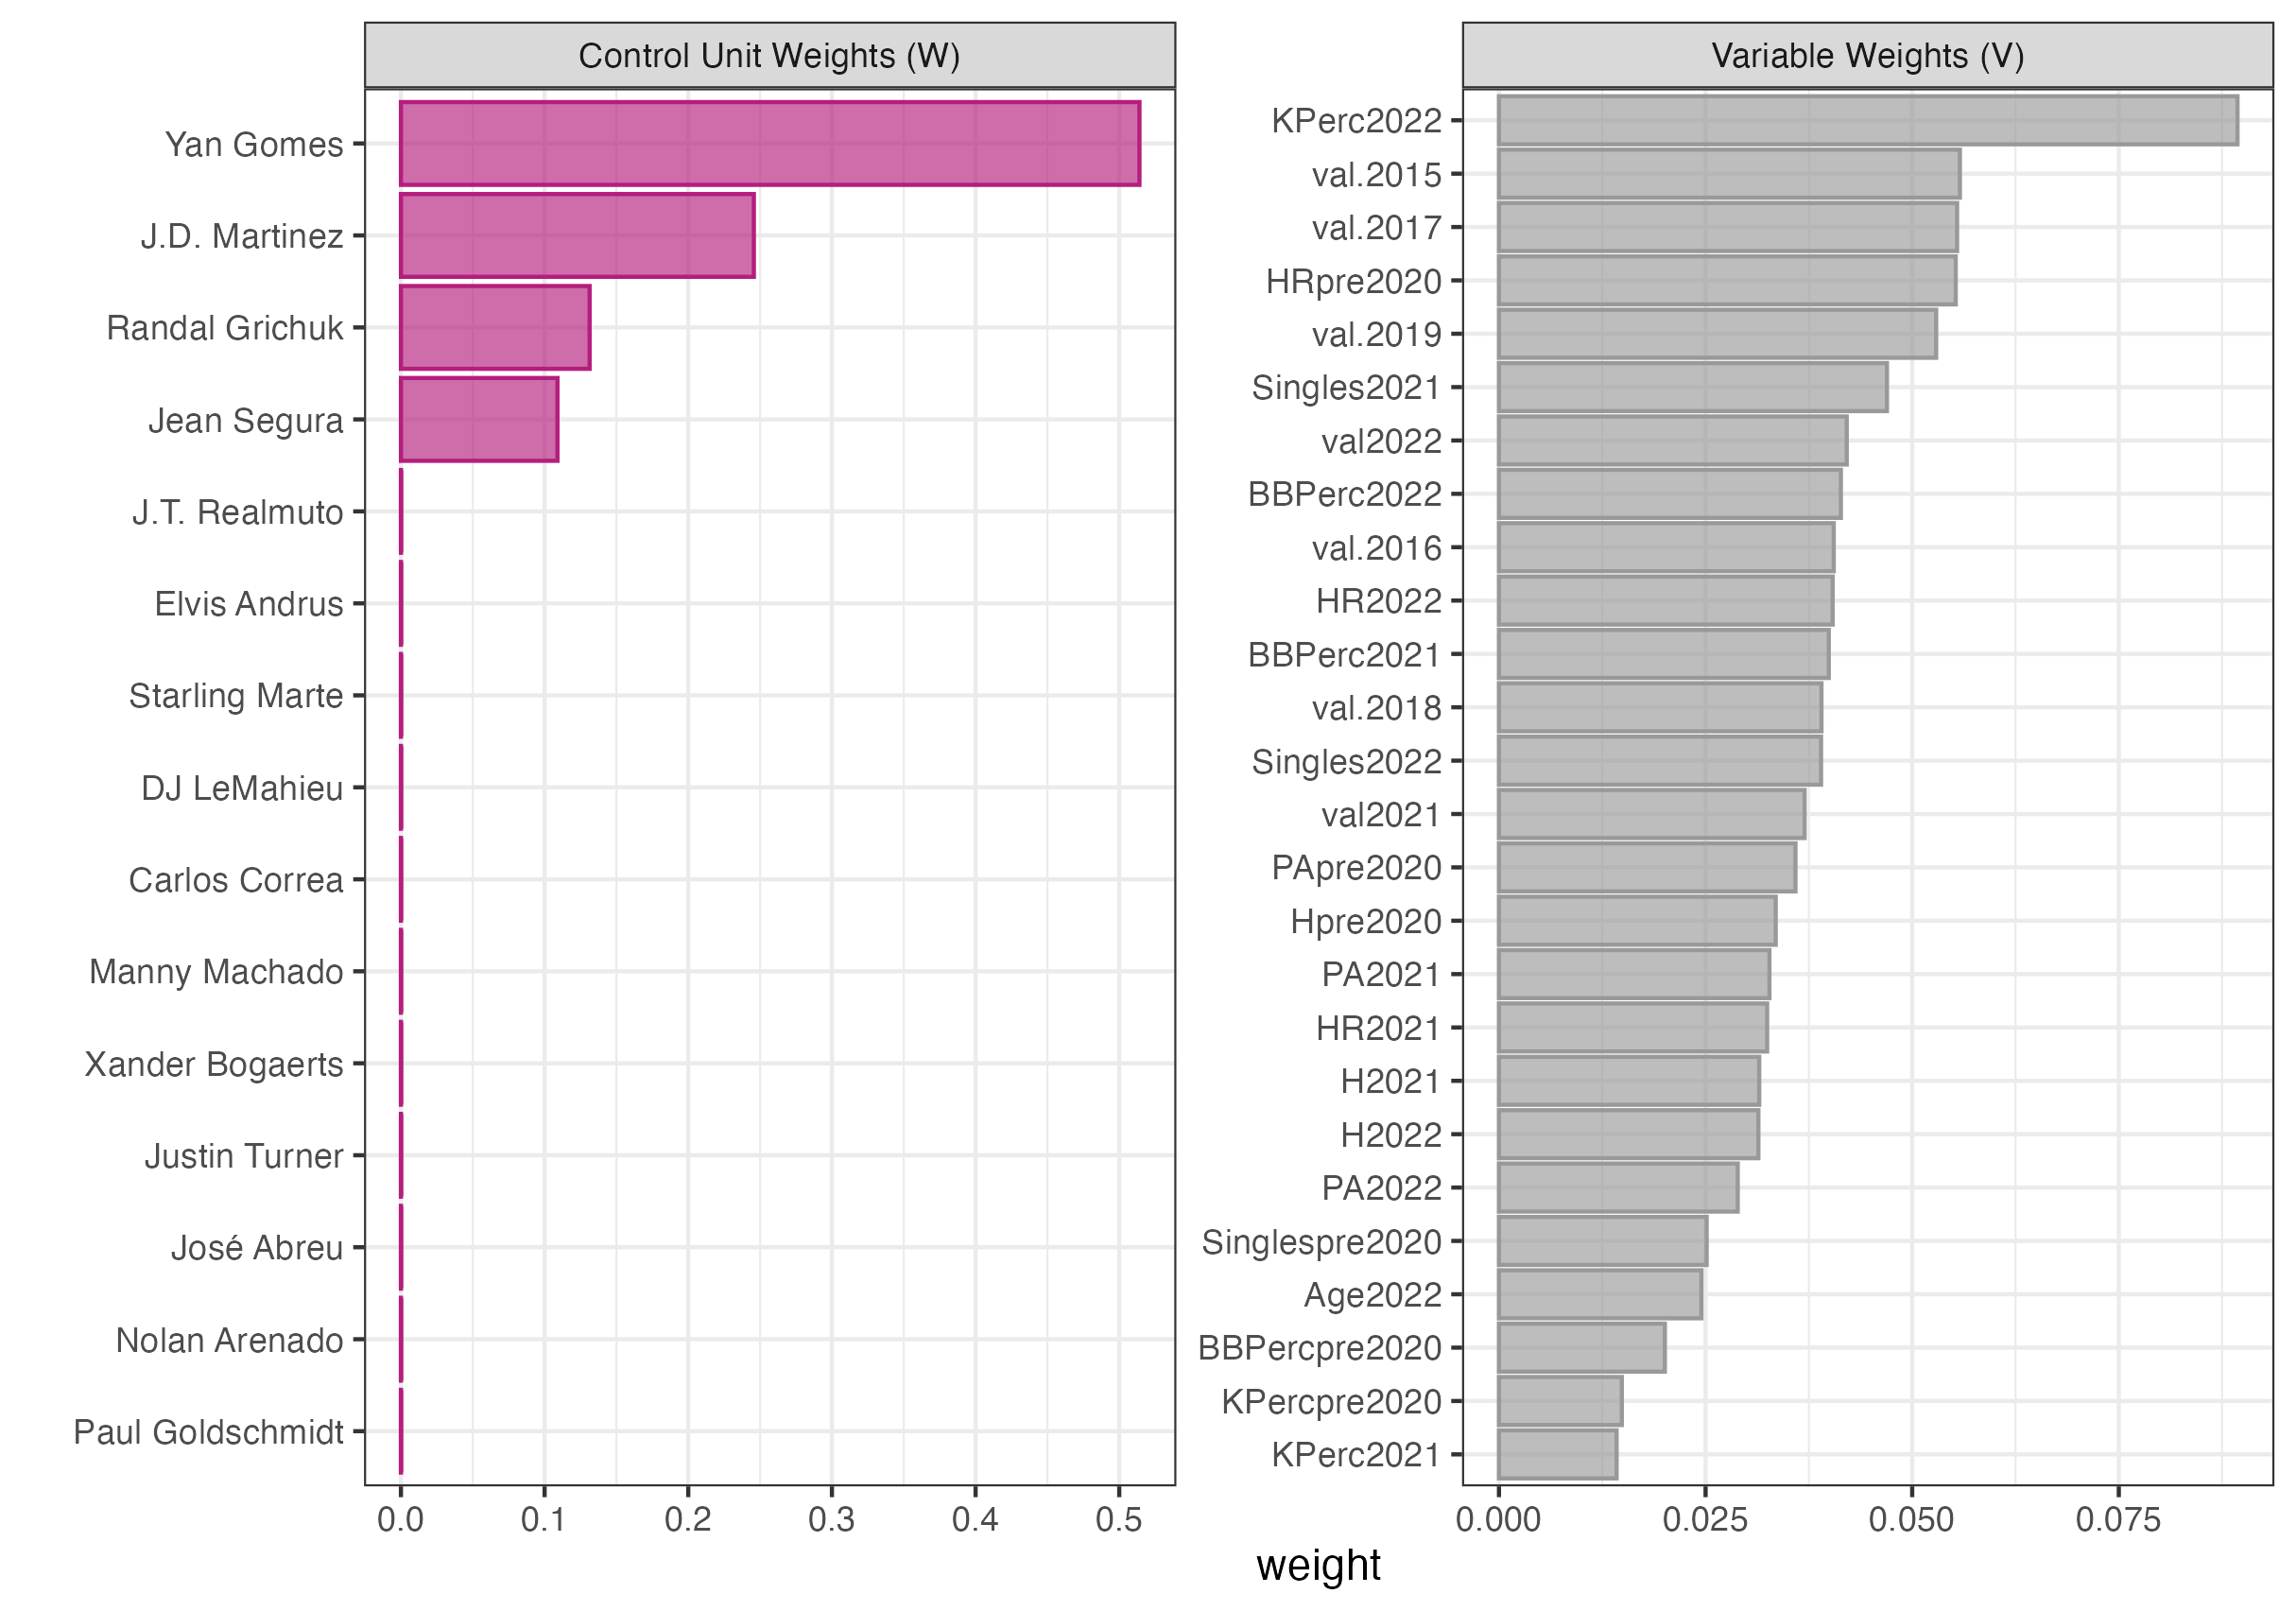 Control Unit Weights (W)
Yan Gomes
J.D. Martinez
Randal Grichuk
Jean Segura
J.T. Realmuto
Elvis Andrus
Starling Marte
DJ LeMahieu
Carlos Correa
Manny Machado
Xander Bogaerts
Justin Turner
José Abreu
Nolan Arenado
Paul Goldschmidt
0.0 0.1 0.2 0.3 0.4 0.5
Variable Weights (V)
KPerc2022
val.2015
val.2017
HRpre2020
val.2019
Singles2021
val2022
BBPerc2022
val.2016
HR2022
BBPerc2021
val.2018
Singles2022
val2021
PApre2020
Hpre2020
PA2021
HR2021
H2021
H2022
PA2022
Singlespre2020
Age2022
BBPercpre2020
KPercpre2020
KPerc2021
0.000 0.025 0.050 0.075
weight